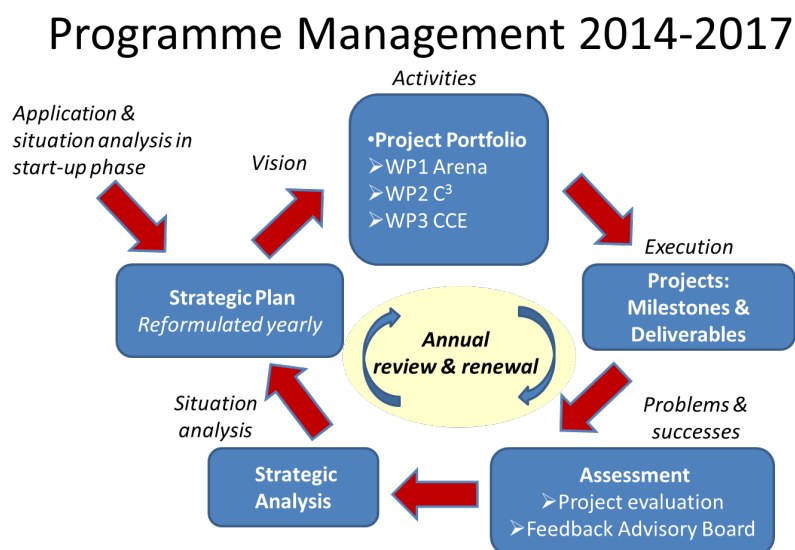 Programme Management 2014-2017
Activities
Application &
situation analysis in
start-up phase
Vision
•Project Portfolio
➢WP1 Arena
➢WP2 C³
➢WP3 CCE
Execution
Strategic Plan
Reformulated yearly
Projects:
Milestones &
Deliverables
Annual
review & renewal
Situation
analysis
Problems &
successes
Strategic
Analysis
Assessment
➢Project evaluation
➢Feedback Advisory Board